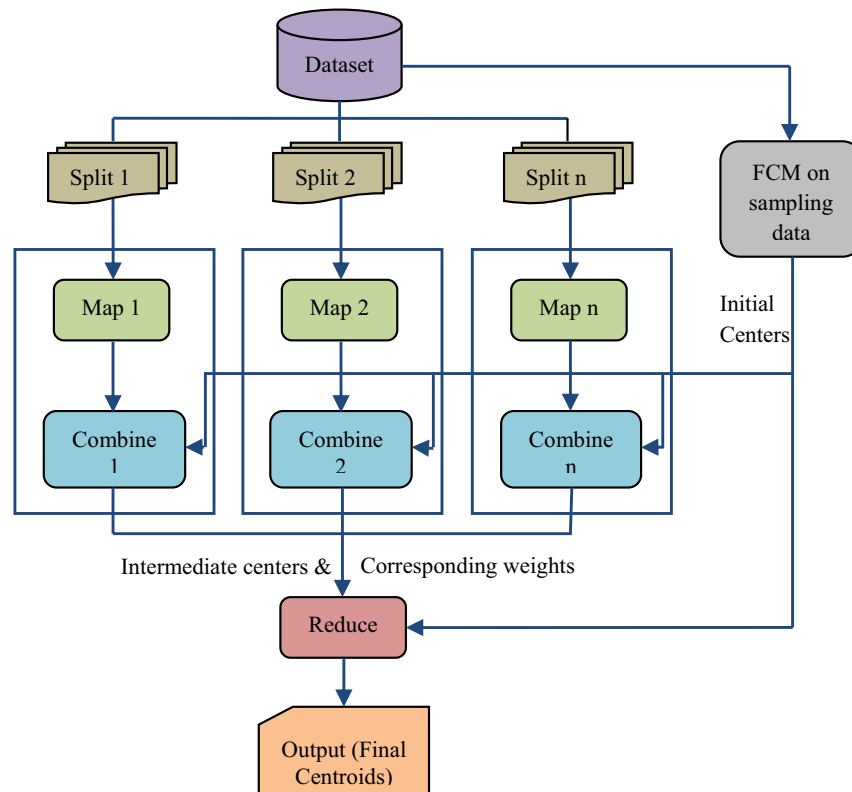 Dataset
Split 1
Split 2
Split n
FCM on
sampling
data
Map 1
Map 2
Map n
Initial
Centers
Combine
1
Combine
2
Combine
n
Intermediate centers &
Corresponding weights
Reduce
Output (Final
Centroids)